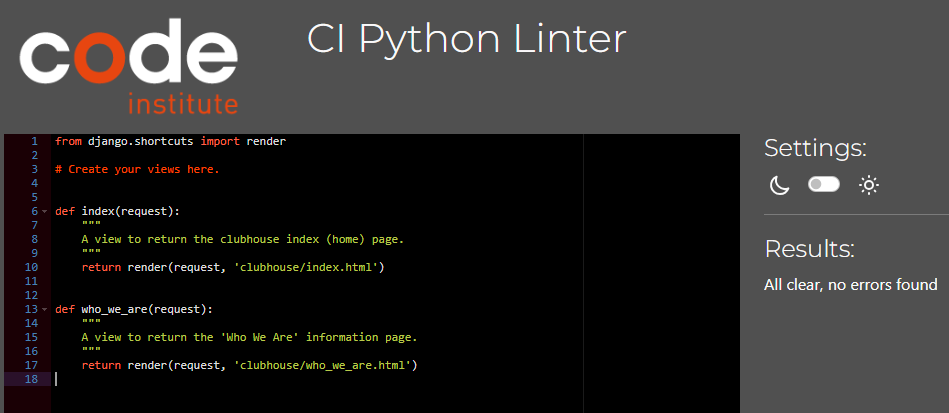 code
institute
CI Python Linter
1 from django.shortcuts import render
2
3 # Create your views here.
4
5
6 def index(request):
7     """
8     A view to return the clubhouse index (home) page.
9     """
10     return render(request, 'clubhouse/index.html')
11
12
13 def who_we_are(request):
14     """
15     A view to return the 'Who We Are' information page.
16     """
17     return render(request, 'clubhouse/who_we_are.html')
18
Settings:
Results:
All clear, no errors found